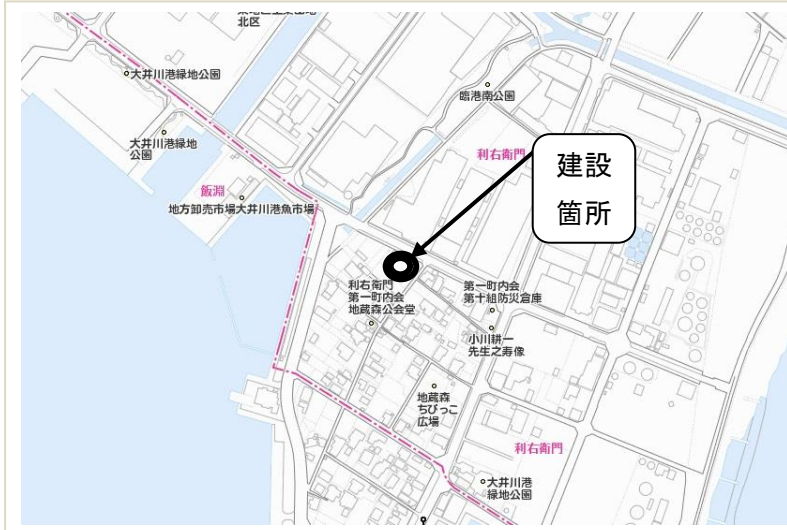 北区
大井川港緑地公園
臨港南公園
大井川港緑地
公園
利右衛門
建設
箇所
飯淵
地方卸売市場大井川港魚市場
利右衛門
第一町内会
地蔵森公会堂
第一町内会
第十組防災倉庫
小川耕一
先生之寿像
地蔵森
ちびっこ
広場
利右衛門
大井川港
緑地公園